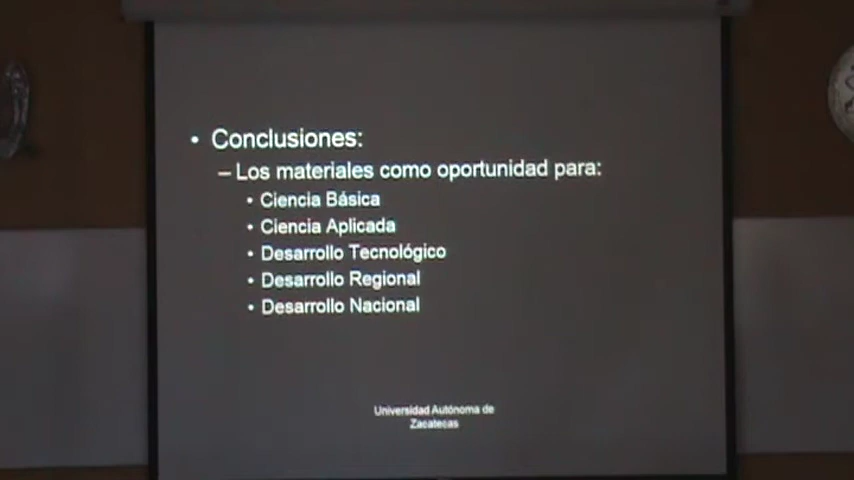 • Conclusiones:
– Los materiales como oportunidad para:
• Ciencia Básica
• Ciencia Aplicada
• Desarrollo Tecnológico
• Desarrollo Regional
• Desarrollo Nacional
Universidad Autónoma de
Zacatecas